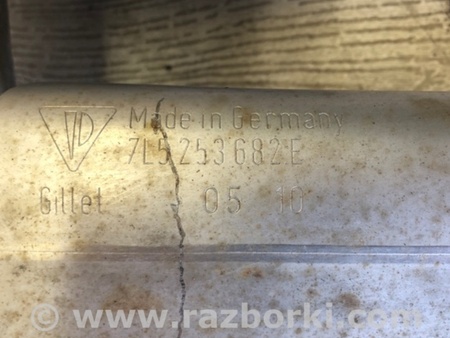 Made in Germany
7L5 253 682 E
Gillet 05 10
www.razborki.com